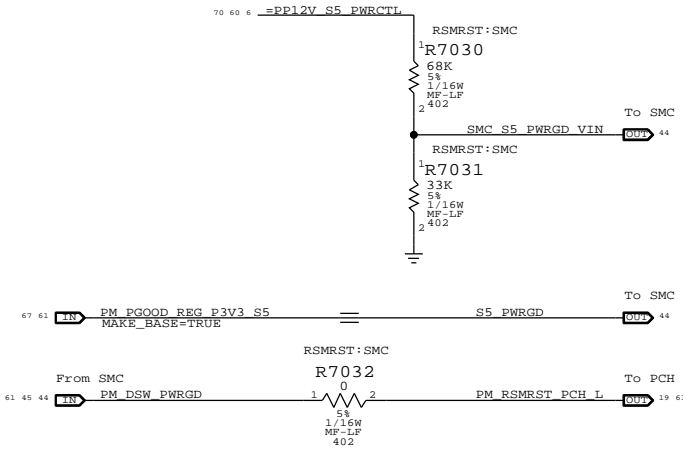 70 60 6 =PP12V_S5_PWRCTL
RSMRST:SMC
1 R7030
68K
5%
1/16W
MF-LF
2 402
To SMC
SMC_S5_PWRGD_VIN OUT 44
RSMRST:SMC
1 R7031
33K
5%
1/16W
MF-LF
2 402
To SMC
67 61 IN PM_PGOOD_REG_P3V3_S5 S5_PWRGD OUT 44
MAKE_BASE=TRUE
RSMRST:SMC
R7032
From SMC 0 To PCH
61 45 44 IN PM_DSW_PWRGD 1 2 PM_RSMRST_PCH_L OUT 19
5%
1/16W
MF-LF
402